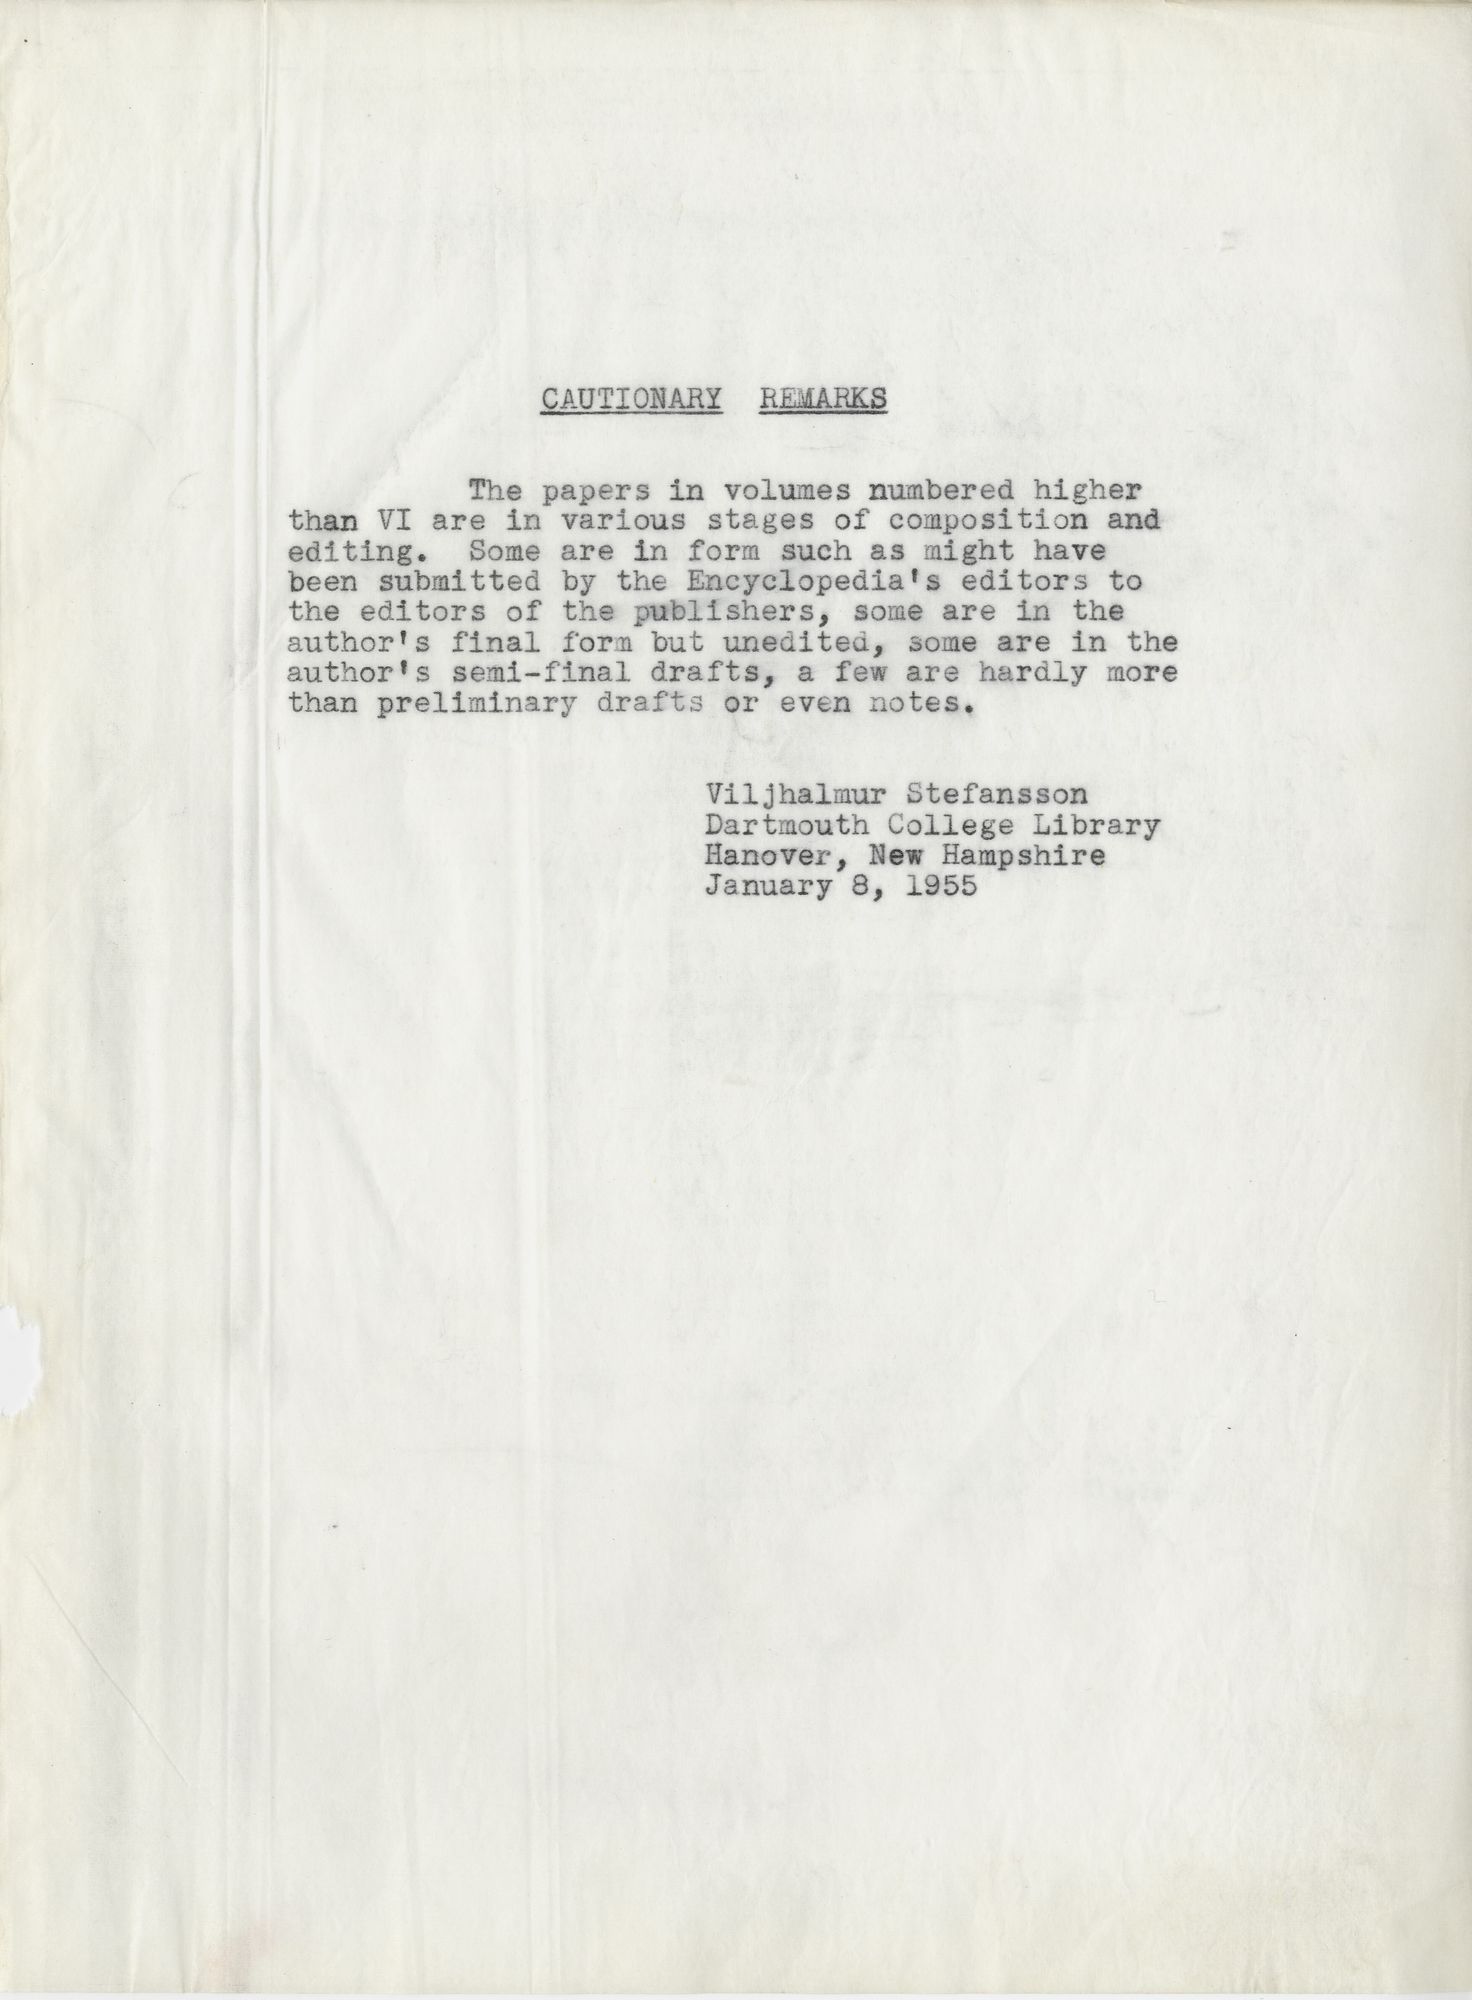 CAUTIONARY REMARKS
The papers in volumes numbered higher
than VI are in various stages of composition and
editing. Some are in form such as might have
been submitted by the Encyclopedia's editors to
the editors of the publishers, some are in the
author's final form but unedited, some are in the
author's semi-final drafts, a few are hardly more
than preliminary drafts or even notes.
Viljhalmur Stefansson
Dartmouth College Library
Hanover, New Hampshire
January 8, 1955